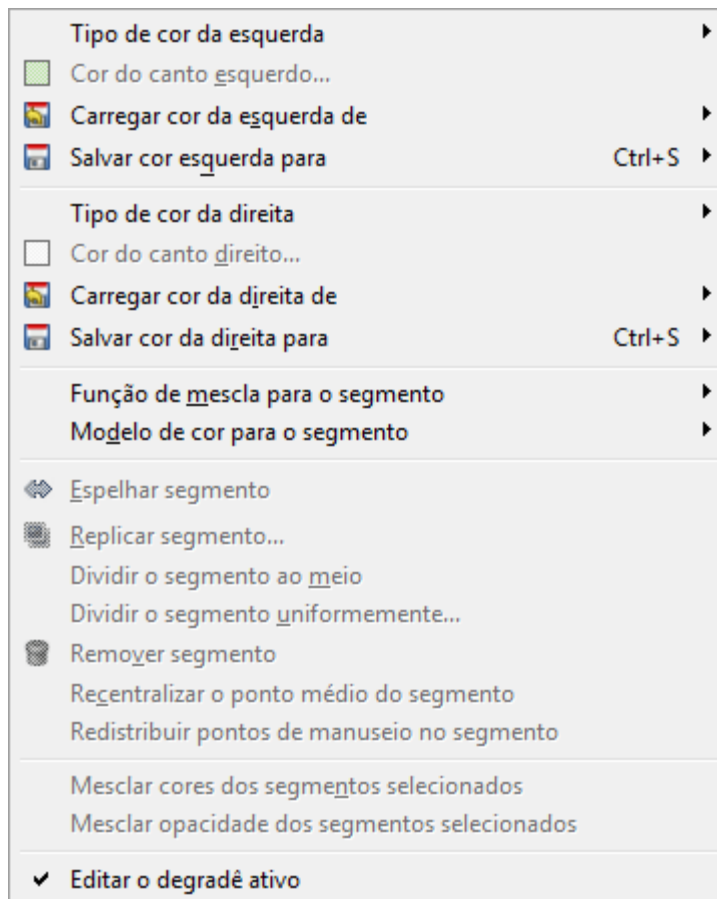 Tipo de cor da esquerda
Cor do canto esquerdo...
Carregar cor da esquerda de
Salvar cor esquerda para Ctrl+S
Tipo de cor da direita
Cor do canto direito...
Carregar cor da direita de
Salvar cor da direita para Ctrl+S
Função de mescla para o segmento
Modelo de cor para o segmento
Espelhar segmento
Replicar segmento...
Dividir o segmento ao meio
Dividir o segmento uniformemente...
Remover segmento
Recentralizar o ponto médio do segmento
Redistribuir pontos de manuseio no segmento
Mesclar cores dos segmentos selecionados
Mesclar opacidade dos segmentos selecionados
Editar o degradê ativo